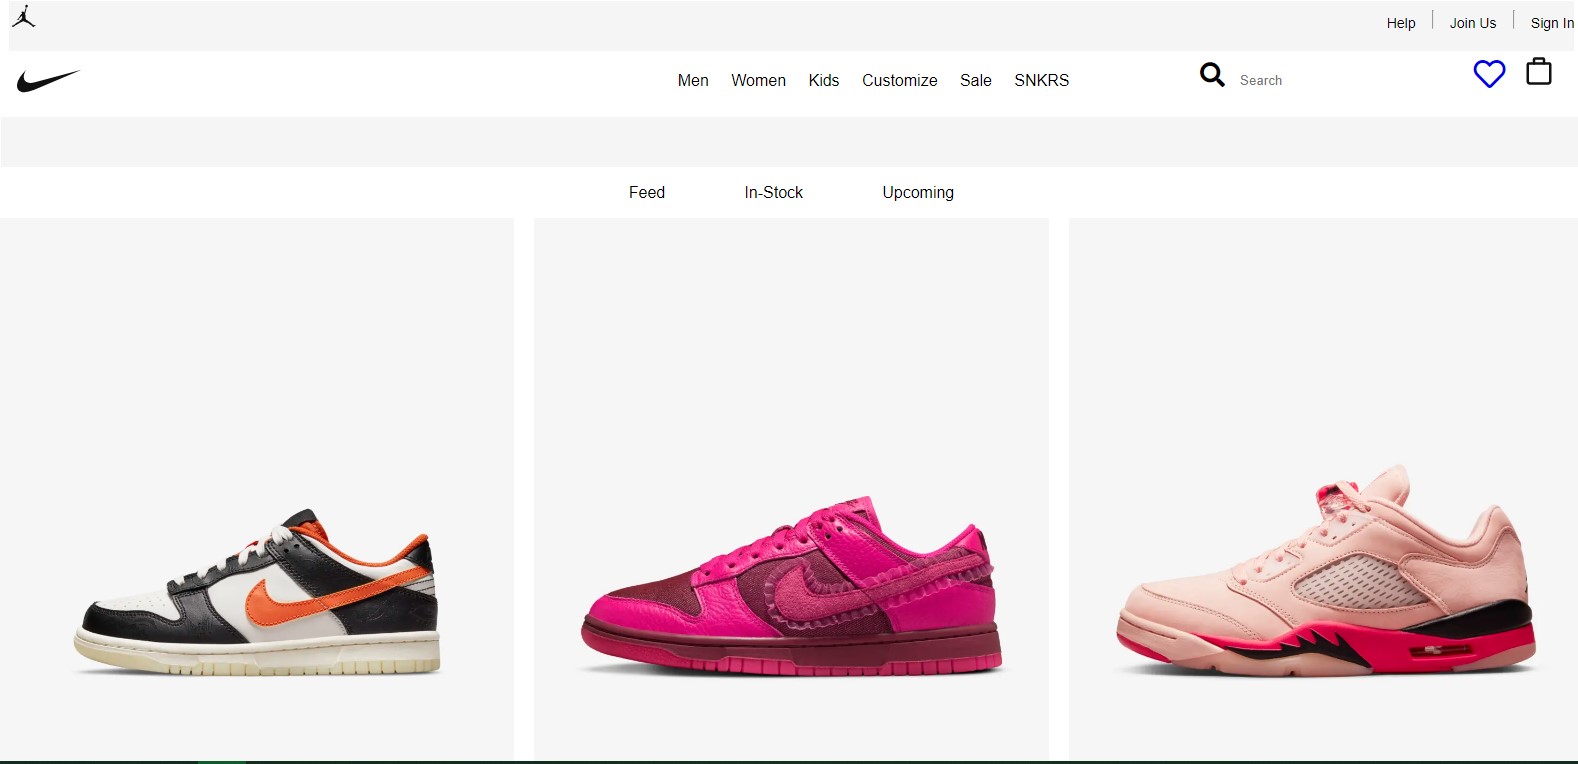 Help Join Us Sign In
Men Women Kids Customize Sale SNKRS Search
Feed In-Stock Upcoming